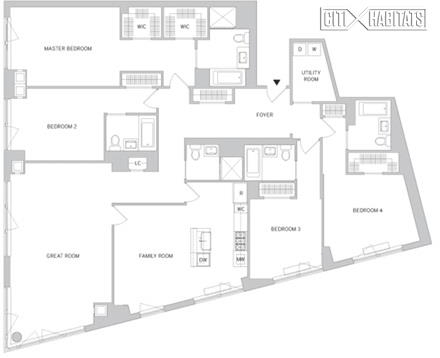 CITI HABITATS
WIC
WIC
MASTER BEDROOM
D W
UTILITY
ROOM
BEDROOM 2
FOYER
LC
R
WC
BEDROOM 4
BEDROOM 3
GREAT ROOM
FAMILY ROOM
DW
MW